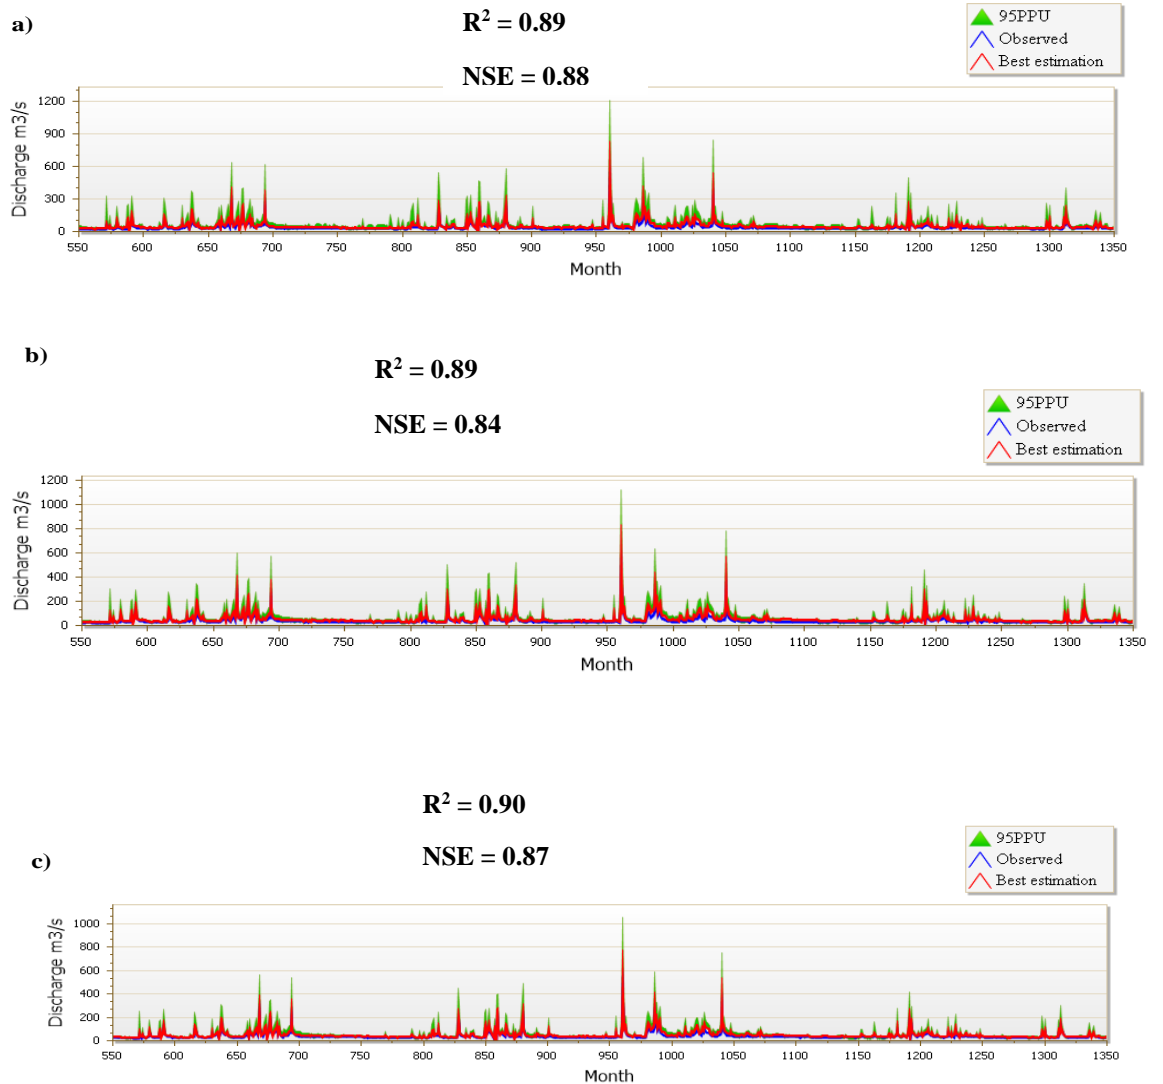 a)
R² = 0.89
NSE = 0.88
95PPU
Observed
Best estimation
Discharge m3/s
1200
900
600
300
0
550 600 650 700 750 800 850 900 950 1000 1050 1100 1150 1200 1250 1300 1350
Month
b)
R² = 0.89
NSE = 0.84
95PPU
Observed
Best estimation
Discharge m3/s
1200
1000
800
600
400
200
0
550 600 650 700 750 800 850 900 950 1000 1050 1100 1150 1200 1250 1300 1350
Month
R² = 0.90
NSE = 0.87
c)
95PPU
Observed
Best estimation
Discharge m3/s
1000
800
600
400
200
0
550 600 650 700 750 800 850 900 950 1000 1050 1100 1150 1200 1250 1300 1350
Month